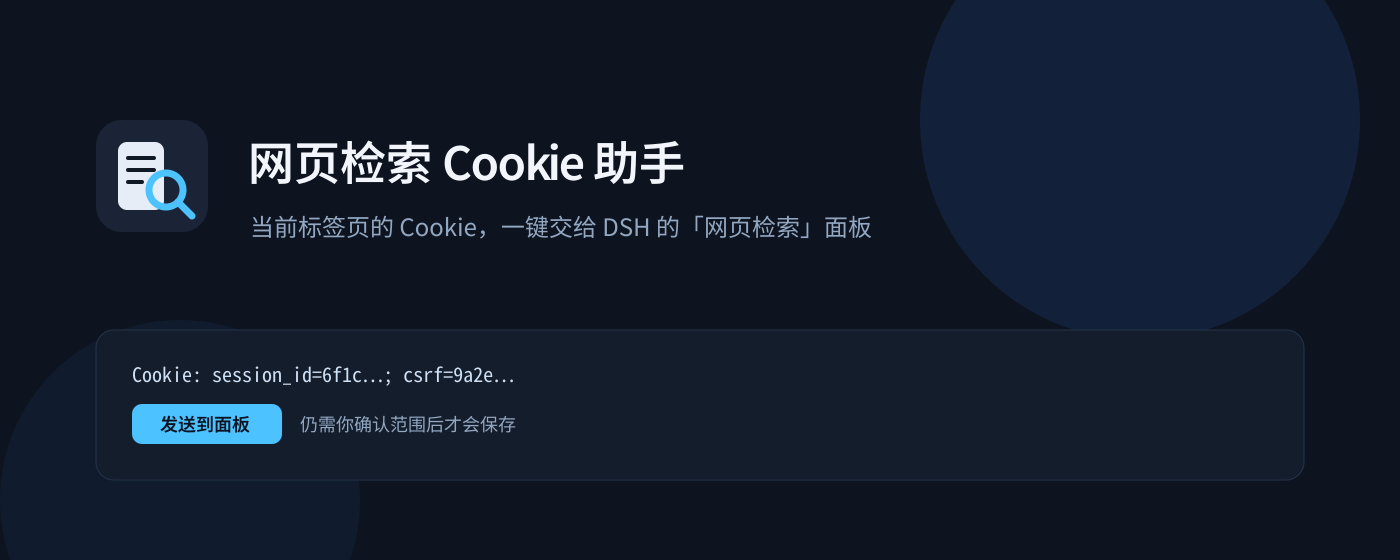 网页检索 Cookie 助手
当前标签页的 Cookie，一键交给 DSH 的「网页检索」面板
Cookie: session_id=6f1c...; csrf=9a2e...
发送到面板 仍需你确认范围后才会保存